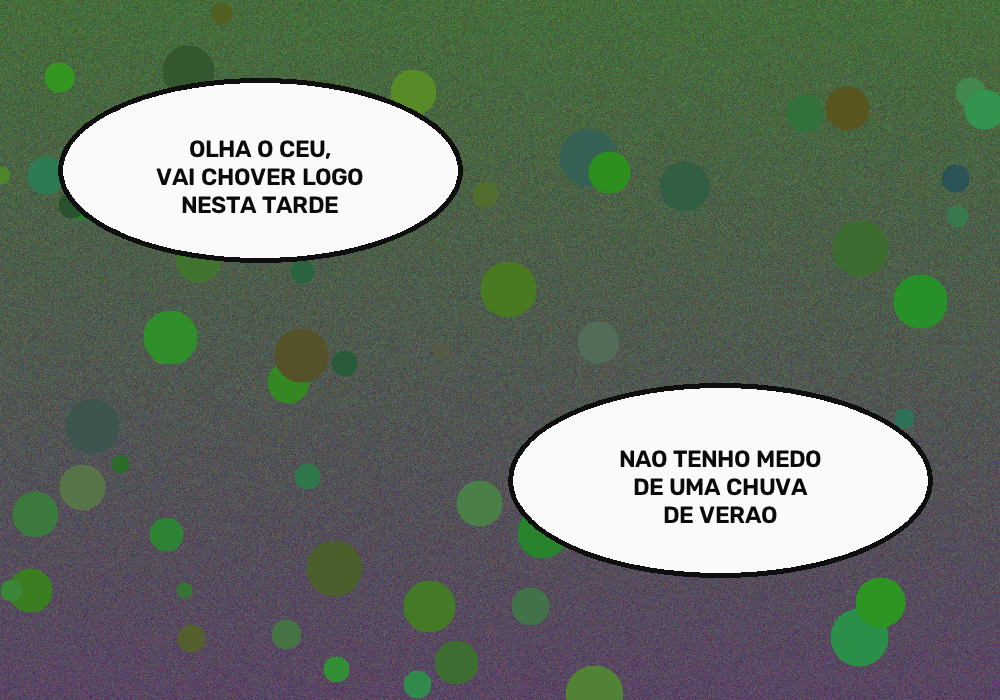 OLHA O CEU,
VAI CHOVER LOGO
NESTA TARDE
NAO TENHO MEDO
DE UMA CHUVA
DE VERAO